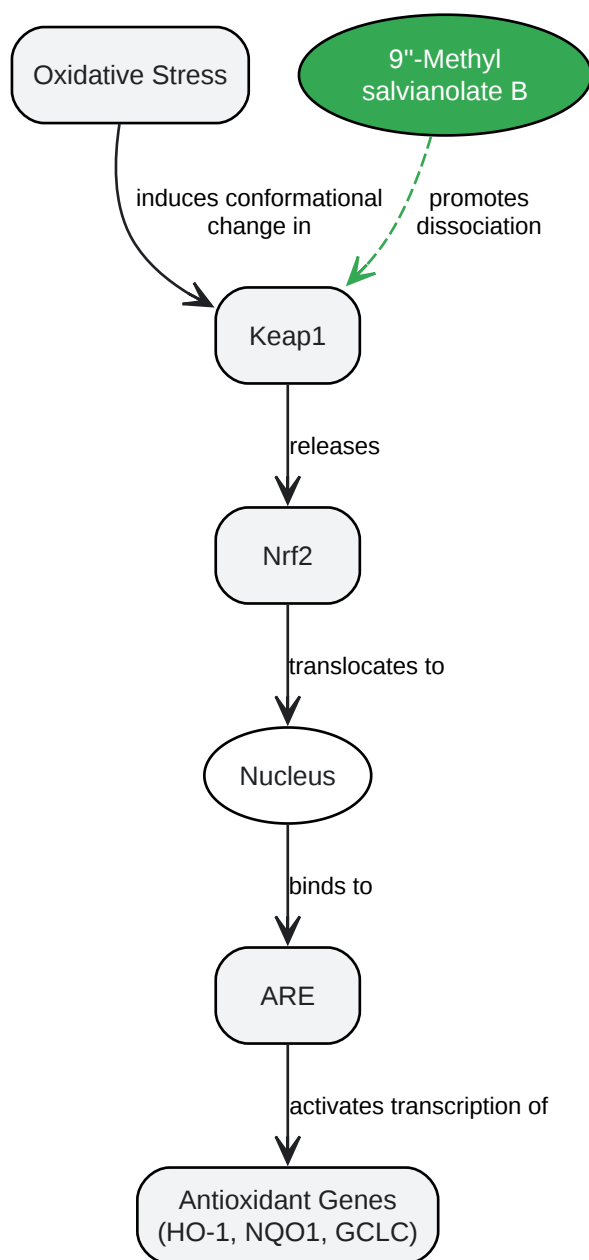 Oxidative Stress
9''-Methyl
salvianolate B
induces conformational
change in
promotes
dissociation
Keap1
releases
Nrf2
translocates to
Nucleus
binds to
ARE
activates transcription of
Antioxidant Genes
(HO-1, NQO1, GCLC)